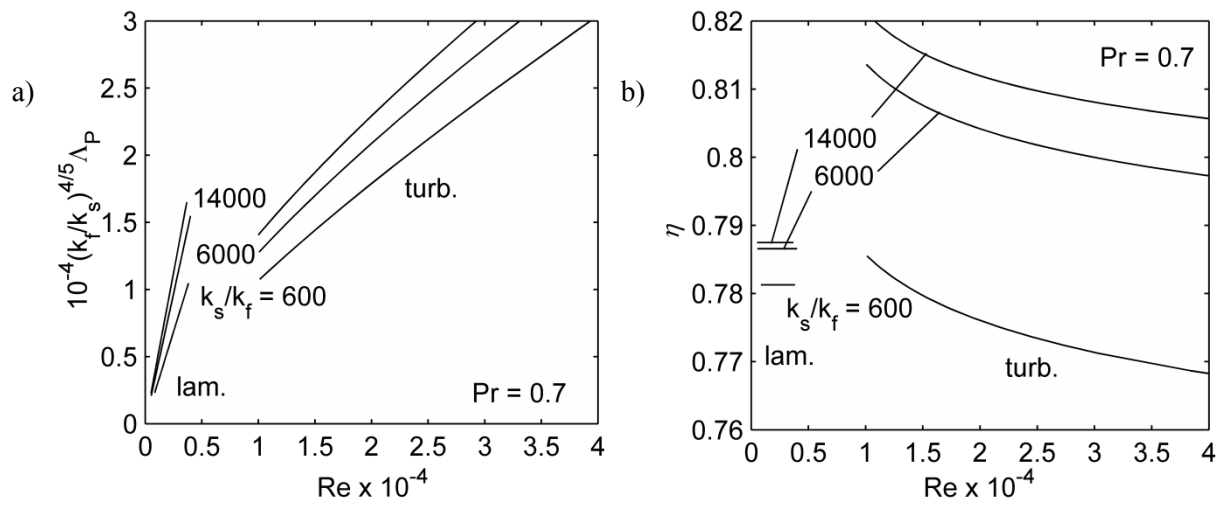 a)
10⁻⁴(k_f/k_s)^{4/5}Λ_P
3
2.5
2
1.5
1
0.5
0
14000
6000
k_s/k_f = 600
turb.
lam.
Pr = 0.7
0 0.5 1 1.5 2 2.5 3 3.5 4
Re x 10⁻⁴
b)
η
0.82
0.81
0.8
0.79
0.78
0.77
0.76
Pr = 0.7
14000
6000
k_s/k_f = 600
lam.
turb.
0 0.5 1 1.5 2 2.5 3 3.5 4
Re x 10⁻⁴